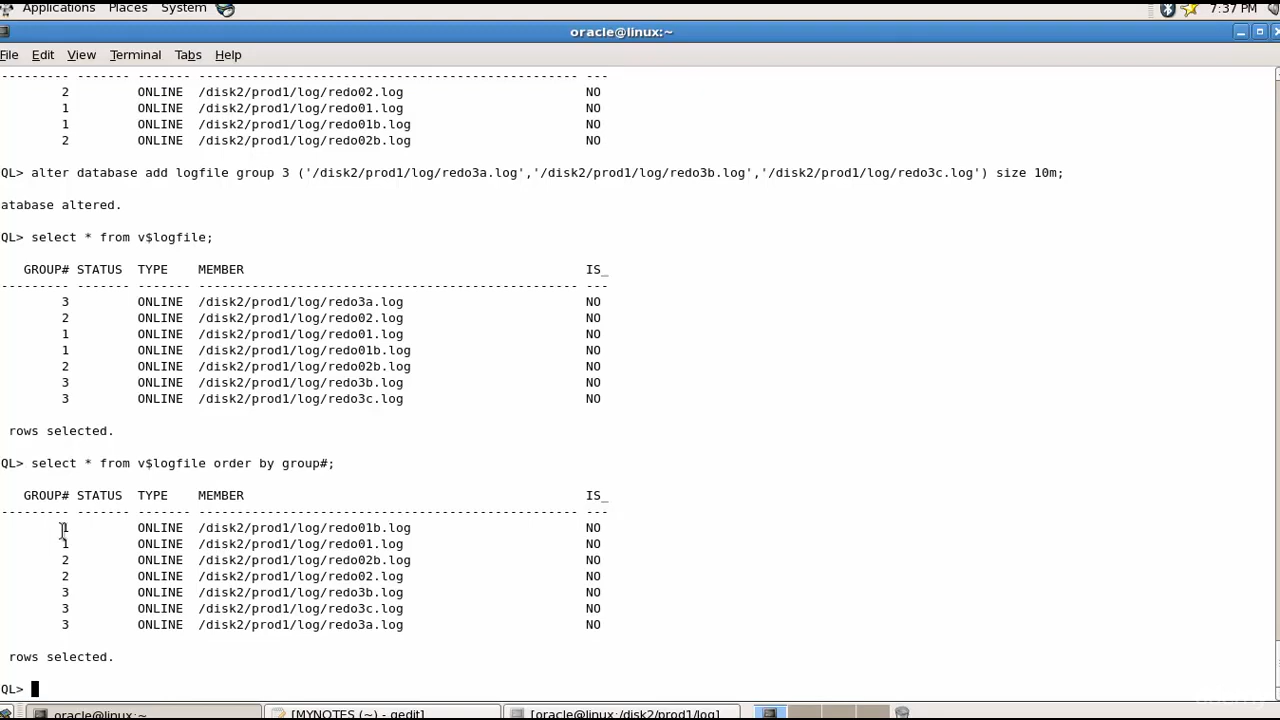 Applications Places System 7:37 PM
oracle@linux:~
File Edit View Terminal Tabs Help
--------- ------- ------- -------------------------------------------------- ---
2 ONLINE /disk2/prod1/log/redo02.log NO
1 ONLINE /disk2/prod1/log/redo01.log NO
1 ONLINE /disk2/prod1/log/redo01b.log NO
2 ONLINE /disk2/prod1/log/redo02b.log NO
QL> alter database add logfile group 3 ('/disk2/prod1/log/redo3a.log','/disk2/prod1/log/redo3b.log','/disk2/prod1/log/redo3c.log') size 10m;
atabase altered.
QL> select * from v$logfile;
GROUP# STATUS TYPE MEMBER IS_
--------- ------- ------- -------------------------------------------------- ---
3 ONLINE /disk2/prod1/log/redo3a.log NO
2 ONLINE /disk2/prod1/log/redo02.log NO
1 ONLINE /disk2/prod1/log/redo01.log NO
1 ONLINE /disk2/prod1/log/redo01b.log NO
2 ONLINE /disk2/prod1/log/redo02b.log NO
3 ONLINE /disk2/prod1/log/redo3b.log NO
3 ONLINE /disk2/prod1/log/redo3c.log NO
rows selected.
QL> select * from v$logfile order by group#;
GROUP# STATUS TYPE MEMBER IS_
--------- ------- ------- -------------------------------------------------- ---
1 ONLINE /disk2/prod1/log/redo01b.log NO
1 ONLINE /disk2/prod1/log/redo01.log NO
2 ONLINE /disk2/prod1/log/redo02b.log NO
2 ONLINE /disk2/prod1/log/redo02.log NO
3 ONLINE /disk2/prod1/log/redo3b.log NO
3 ONLINE /disk2/prod1/log/redo3c.log NO
3 ONLINE /disk2/prod1/log/redo3a.log NO
rows selected.
QL>
oracle@linux:~ [MYNOTES (~) - gedit] [oracle@linux:/disk2/prod1/log]